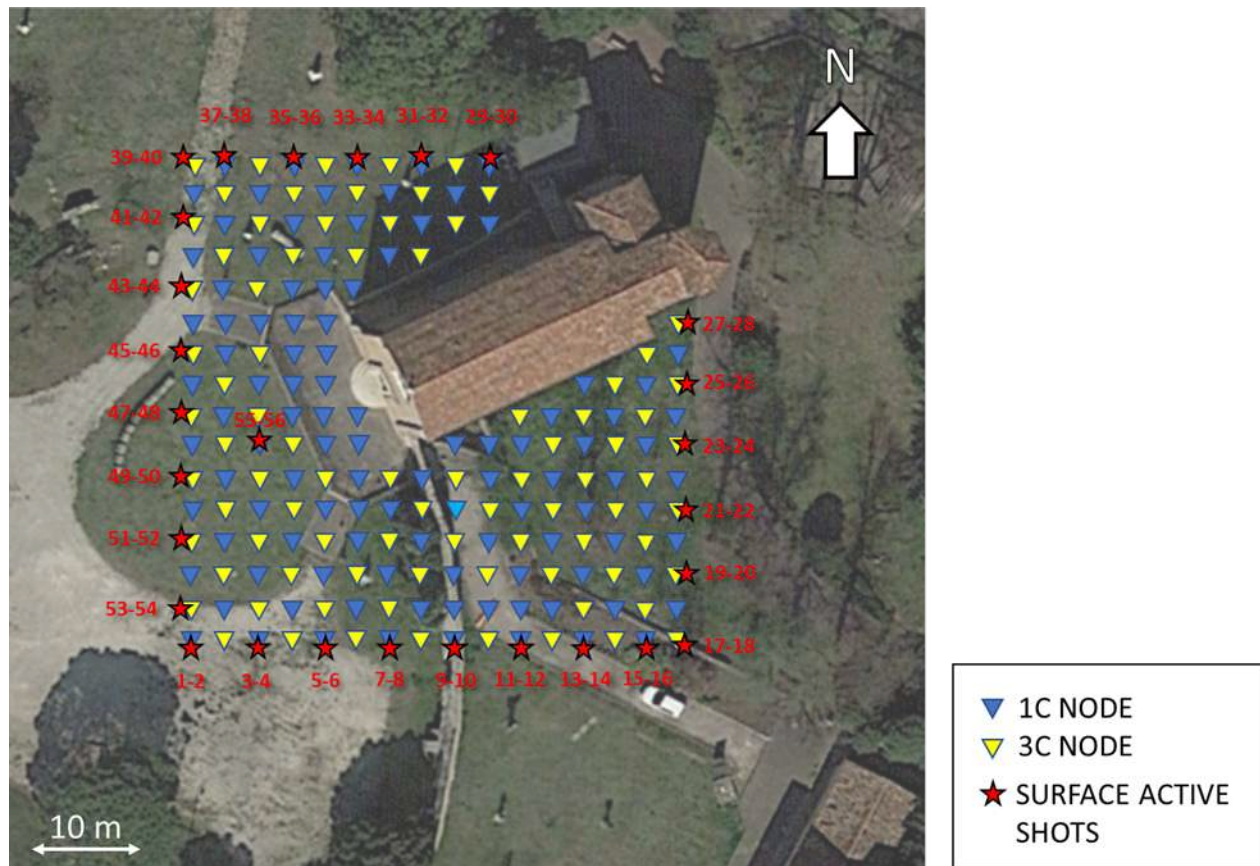 N
37-38 35-36 33-34 31-32 29-30
39-40
41-42
43-44
27-28
45-46
25-26
47-48
55-56
23-24
49-50
21-22
51-52
19-20
53-54
17-18
1-2 3-4 5-6 7-8 9-10 11-12 13-14 15-16
1C NODE
3C NODE
SURFACE ACTIVE
SHOTS
10 m